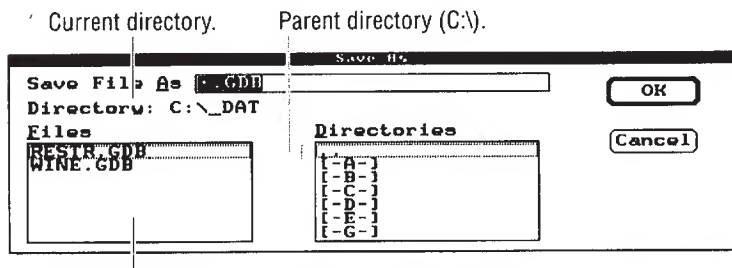 Current directory. Parent directory (C:\).
Save As
Save File As *.GDB
Directory: C:\_DAT
Files Directories
RESTR.GDB ..
WINE.GDB [-A-]
[-B-]
[-C-]
[-D-]
[-E-]
[-G-]
OK
Cancel